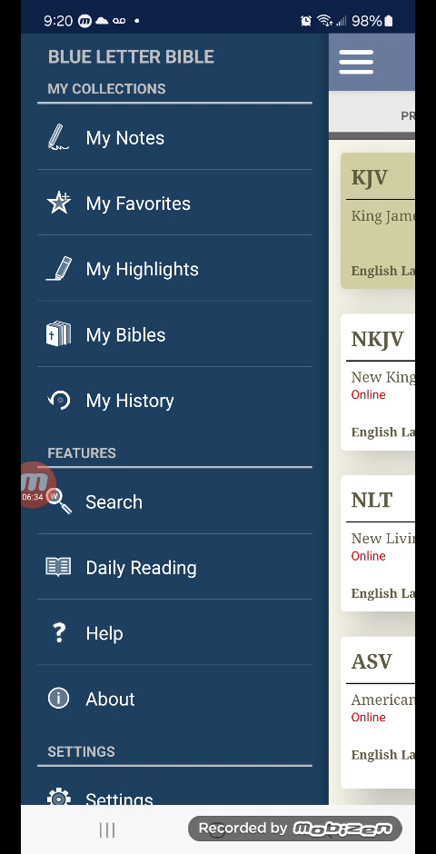 9:20
98%
BLUE LETTER BIBLE
MY COLLECTIONS
My Notes
My Favorites
My Highlights
My Bibles
My History
FEATURES
Search
Daily Reading
Help
About
SETTINGS
Settings
06:34
PR
KJV
King Jame
English La
NKJV
New King
Online
English La
NLT
New Livin
Online
English La
ASV
American
Online
English La
Recorded by mobizen